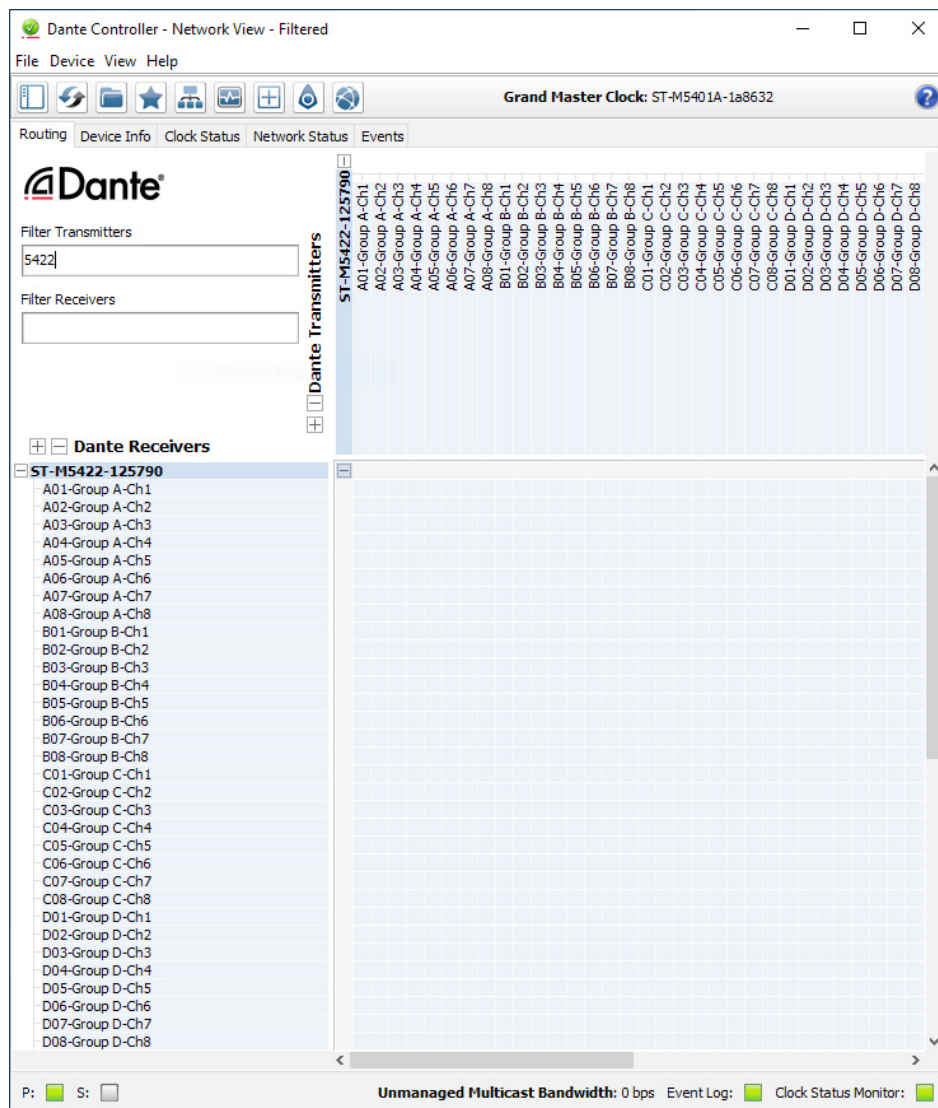 Dante Controller - Network View - Filtered
File Device View Help
Grand Master Clock: ST-M5401A-1a8632
?
Routing Device Info Clock Status Network Status Events
Dante®
Filter Transmitters
5422
Filter Receivers
Window Snip
Dante Transmitters
ST-M5422-125790
A01-Group A-Ch1
A02-Group A-Ch2
A03-Group A-Ch3
A04-Group A-Ch4
A05-Group A-Ch5
A06-Group A-Ch6
A07-Group A-Ch7
A08-Group A-Ch8
B01-Group B-Ch1
B02-Group B-Ch2
B03-Group B-Ch3
B04-Group B-Ch4
B05-Group B-Ch5
B06-Group B-Ch6
B07-Group B-Ch7
B08-Group B-Ch8
C01-Group C-Ch1
C02-Group C-Ch2
C03-Group C-Ch3
C04-Group C-Ch4
C05-Group C-Ch5
C06-Group C-Ch6
C07-Group C-Ch7
C08-Group C-Ch8
D01-Group D-Ch1
D02-Group D-Ch2
D03-Group D-Ch3
D04-Group D-Ch4
D05-Group D-Ch5
D06-Group D-Ch6
D07-Group D-Ch7
D08-Group D-Ch8
Dante Receivers
ST-M5422-125790
A01-Group A-Ch1
A02-Group A-Ch2
A03-Group A-Ch3
A04-Group A-Ch4
A05-Group A-Ch5
A06-Group A-Ch6
A07-Group A-Ch7
A08-Group A-Ch8
B01-Group B-Ch1
B02-Group B-Ch2
B03-Group B-Ch3
B04-Group B-Ch4
B05-Group B-Ch5
B06-Group B-Ch6
B07-Group B-Ch7
B08-Group B-Ch8
C01-Group C-Ch1
C02-Group C-Ch2
C03-Group C-Ch3
C04-Group C-Ch4
C05-Group C-Ch5
C06-Group C-Ch6
C07-Group C-Ch7
C08-Group C-Ch8
D01-Group D-Ch1
D02-Group D-Ch2
D03-Group D-Ch3
D04-Group D-Ch4
D05-Group D-Ch5
D06-Group D-Ch6
D07-Group D-Ch7
D08-Group D-Ch8
P: S: Unmanaged Multicast Bandwidth: 0 bps Event Log: Clock Status Monitor: